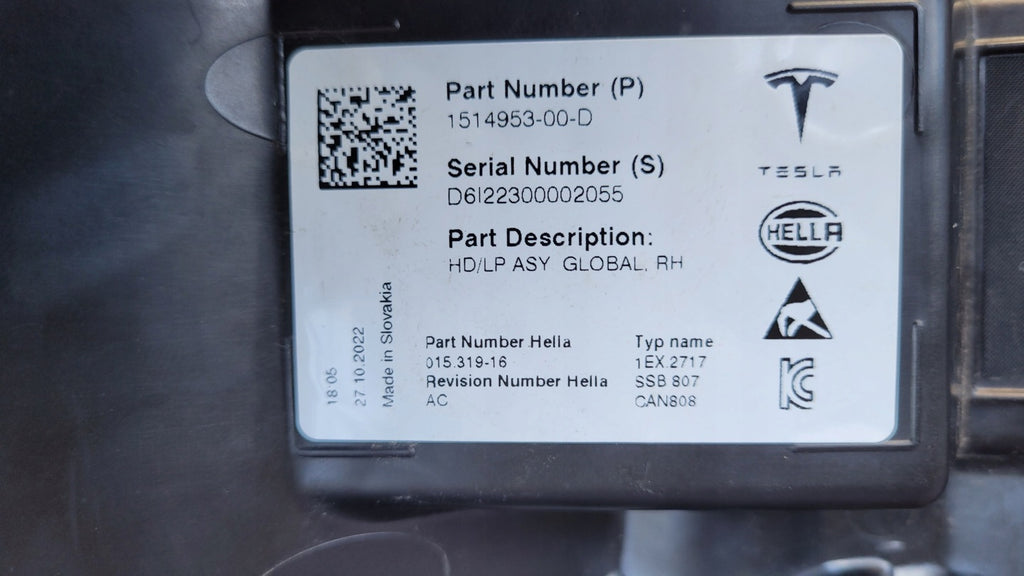 Part Number (P)
1514953-00-D
Serial Number (S)
D6I22300002055
Part Description:
HD/LP ASY GLOBAL, RH
TESLA
HELLA
Part Number Hella
015.319-16
Revision Number Hella
AC
Typ name
1EX.2717
SSB 807
CAN808
18:05
27.10.2022
Made in Slovakia